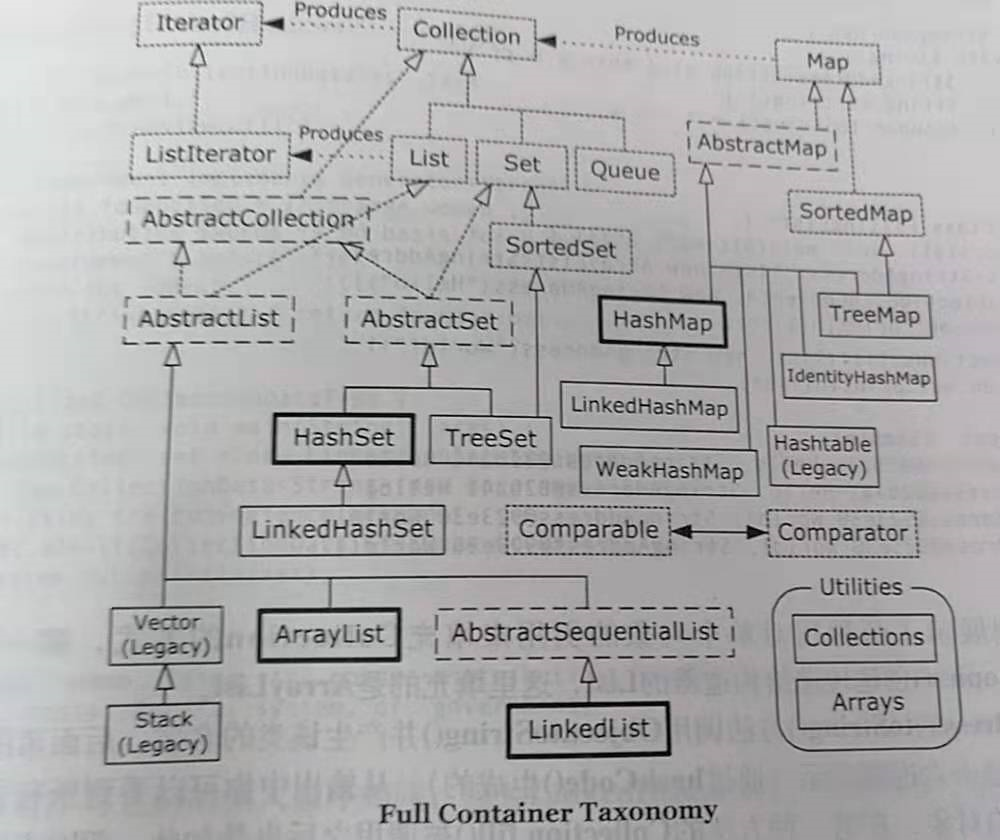 Iterator
Produces
Collection
Produces
Map
ListIterator
Produces
List
Set
Queue
AbstractMap
AbstractCollection
SortedSet
SortedMap
AbstractList
AbstractSet
HashMap
TreeMap
IdentityHashMap
LinkedHashMap
HashSet
TreeSet
Hashtable
(Legacy)
WeakHashMap
LinkedHashSet
Comparable
Comparator
Utilities
Vector
(Legacy)
ArrayList
AbstractSequentialList
Collections
Stack
(Legacy)
LinkedList
Arrays
Full Container Taxonomy